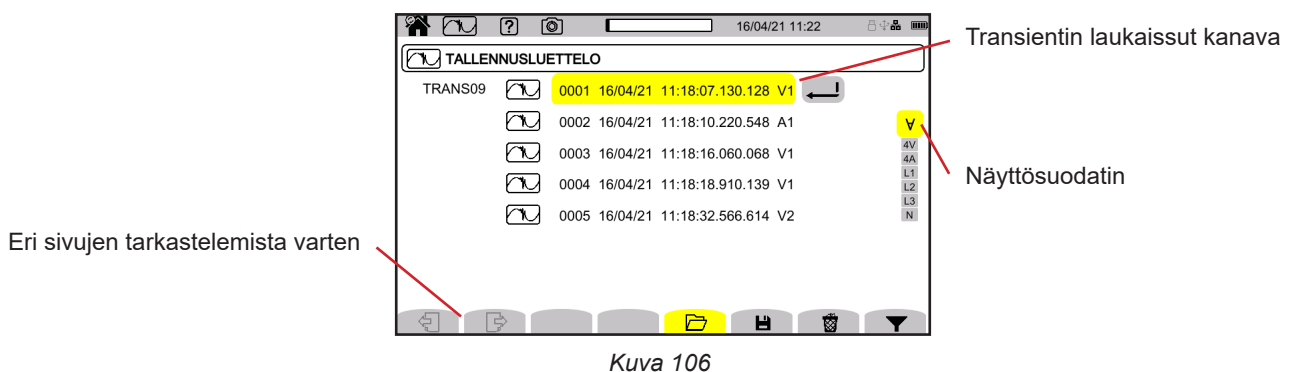 16/04/21 11:22
Transientin laukaissut kanava
TALLENNUSLUETTELO
TRANS09 0001 16/04/21 11:18:07.130.128 V1
0002 16/04/21 11:18:10.220.548 A1
∀
0003 16/04/21 11:18:16.060.068 V1
4V
4A
L1
Näyttösuodatin
0004 16/04/21 11:18:18.910.139 V1
L2
L3
0005 16/04/21 11:18:32.566.614 V2
N
Eri sivujen tarkastelemista varten
Kuva 106